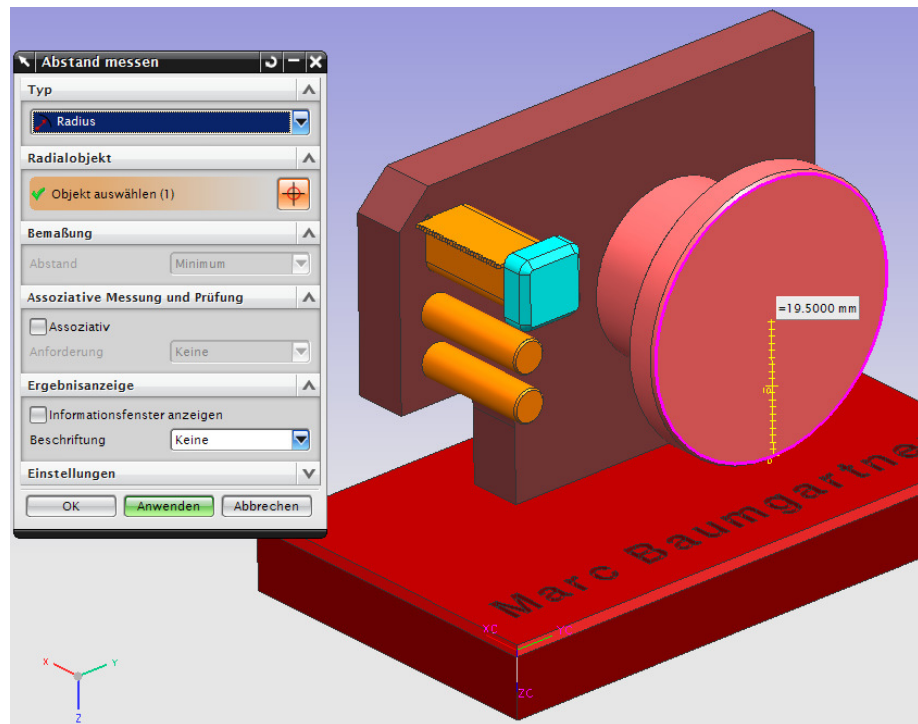 Abstand messen
Typ
Radius
Radialobjekt
Objekt auswählen (1)
Bemaßung
Abstand
Minimum
Assoziative Messung und Prüfung
Assoziativ
Anforderung
Keine
Ergebnisanzeige
Informationsfenster anzeigen
Beschriftung
Keine
Einstellungen
OK
Anwenden
Abbrechen
=19.5000 mm
Marc Baumgartne
XC
YC
ZC
X
Y
Z